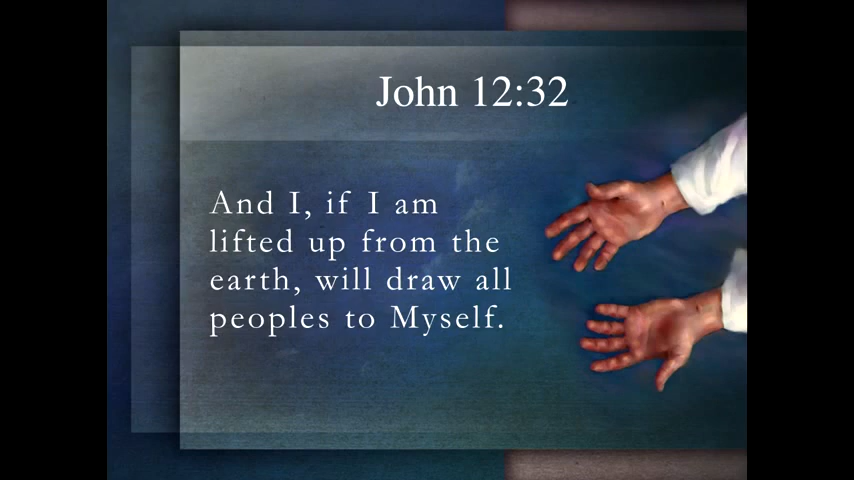 John 12:32
And I, if I am
lifted up from the
earth, will draw all
peoples to Myself.